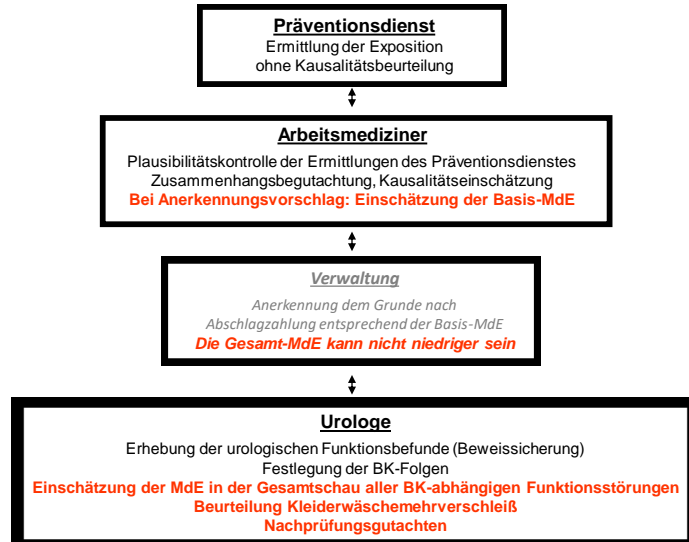 Präventionsdienst
Ermittlung der Exposition
ohne Kausalitätsbeurteilung
Arbeitsmediziner
Plausibilitätskontrolle der Ermittlungen des Präventionsdienstes
Zusammenhangsbegutachtung, Kausalitätseinschätzung
Bei Anerkennungsvorschlag: Einschätzung der Basis-MdE
Verwaltung
Anerkennung dem Grunde nach
Abschlagzahlung entsprechend der Basis-MdE
Die Gesamt-MdE kann nicht niedriger sein
Urologe
Erhebung der urologischen Funktionsbefunde (Beweissicherung)
Festlegung der BK-Folgen
Einschätzung der MdE in der Gesamtschau aller BK-abhängigen Funktionsstörungen
Beurteilung Kleiderwäschemehrverschleiß
Nachprüfungsgutachten